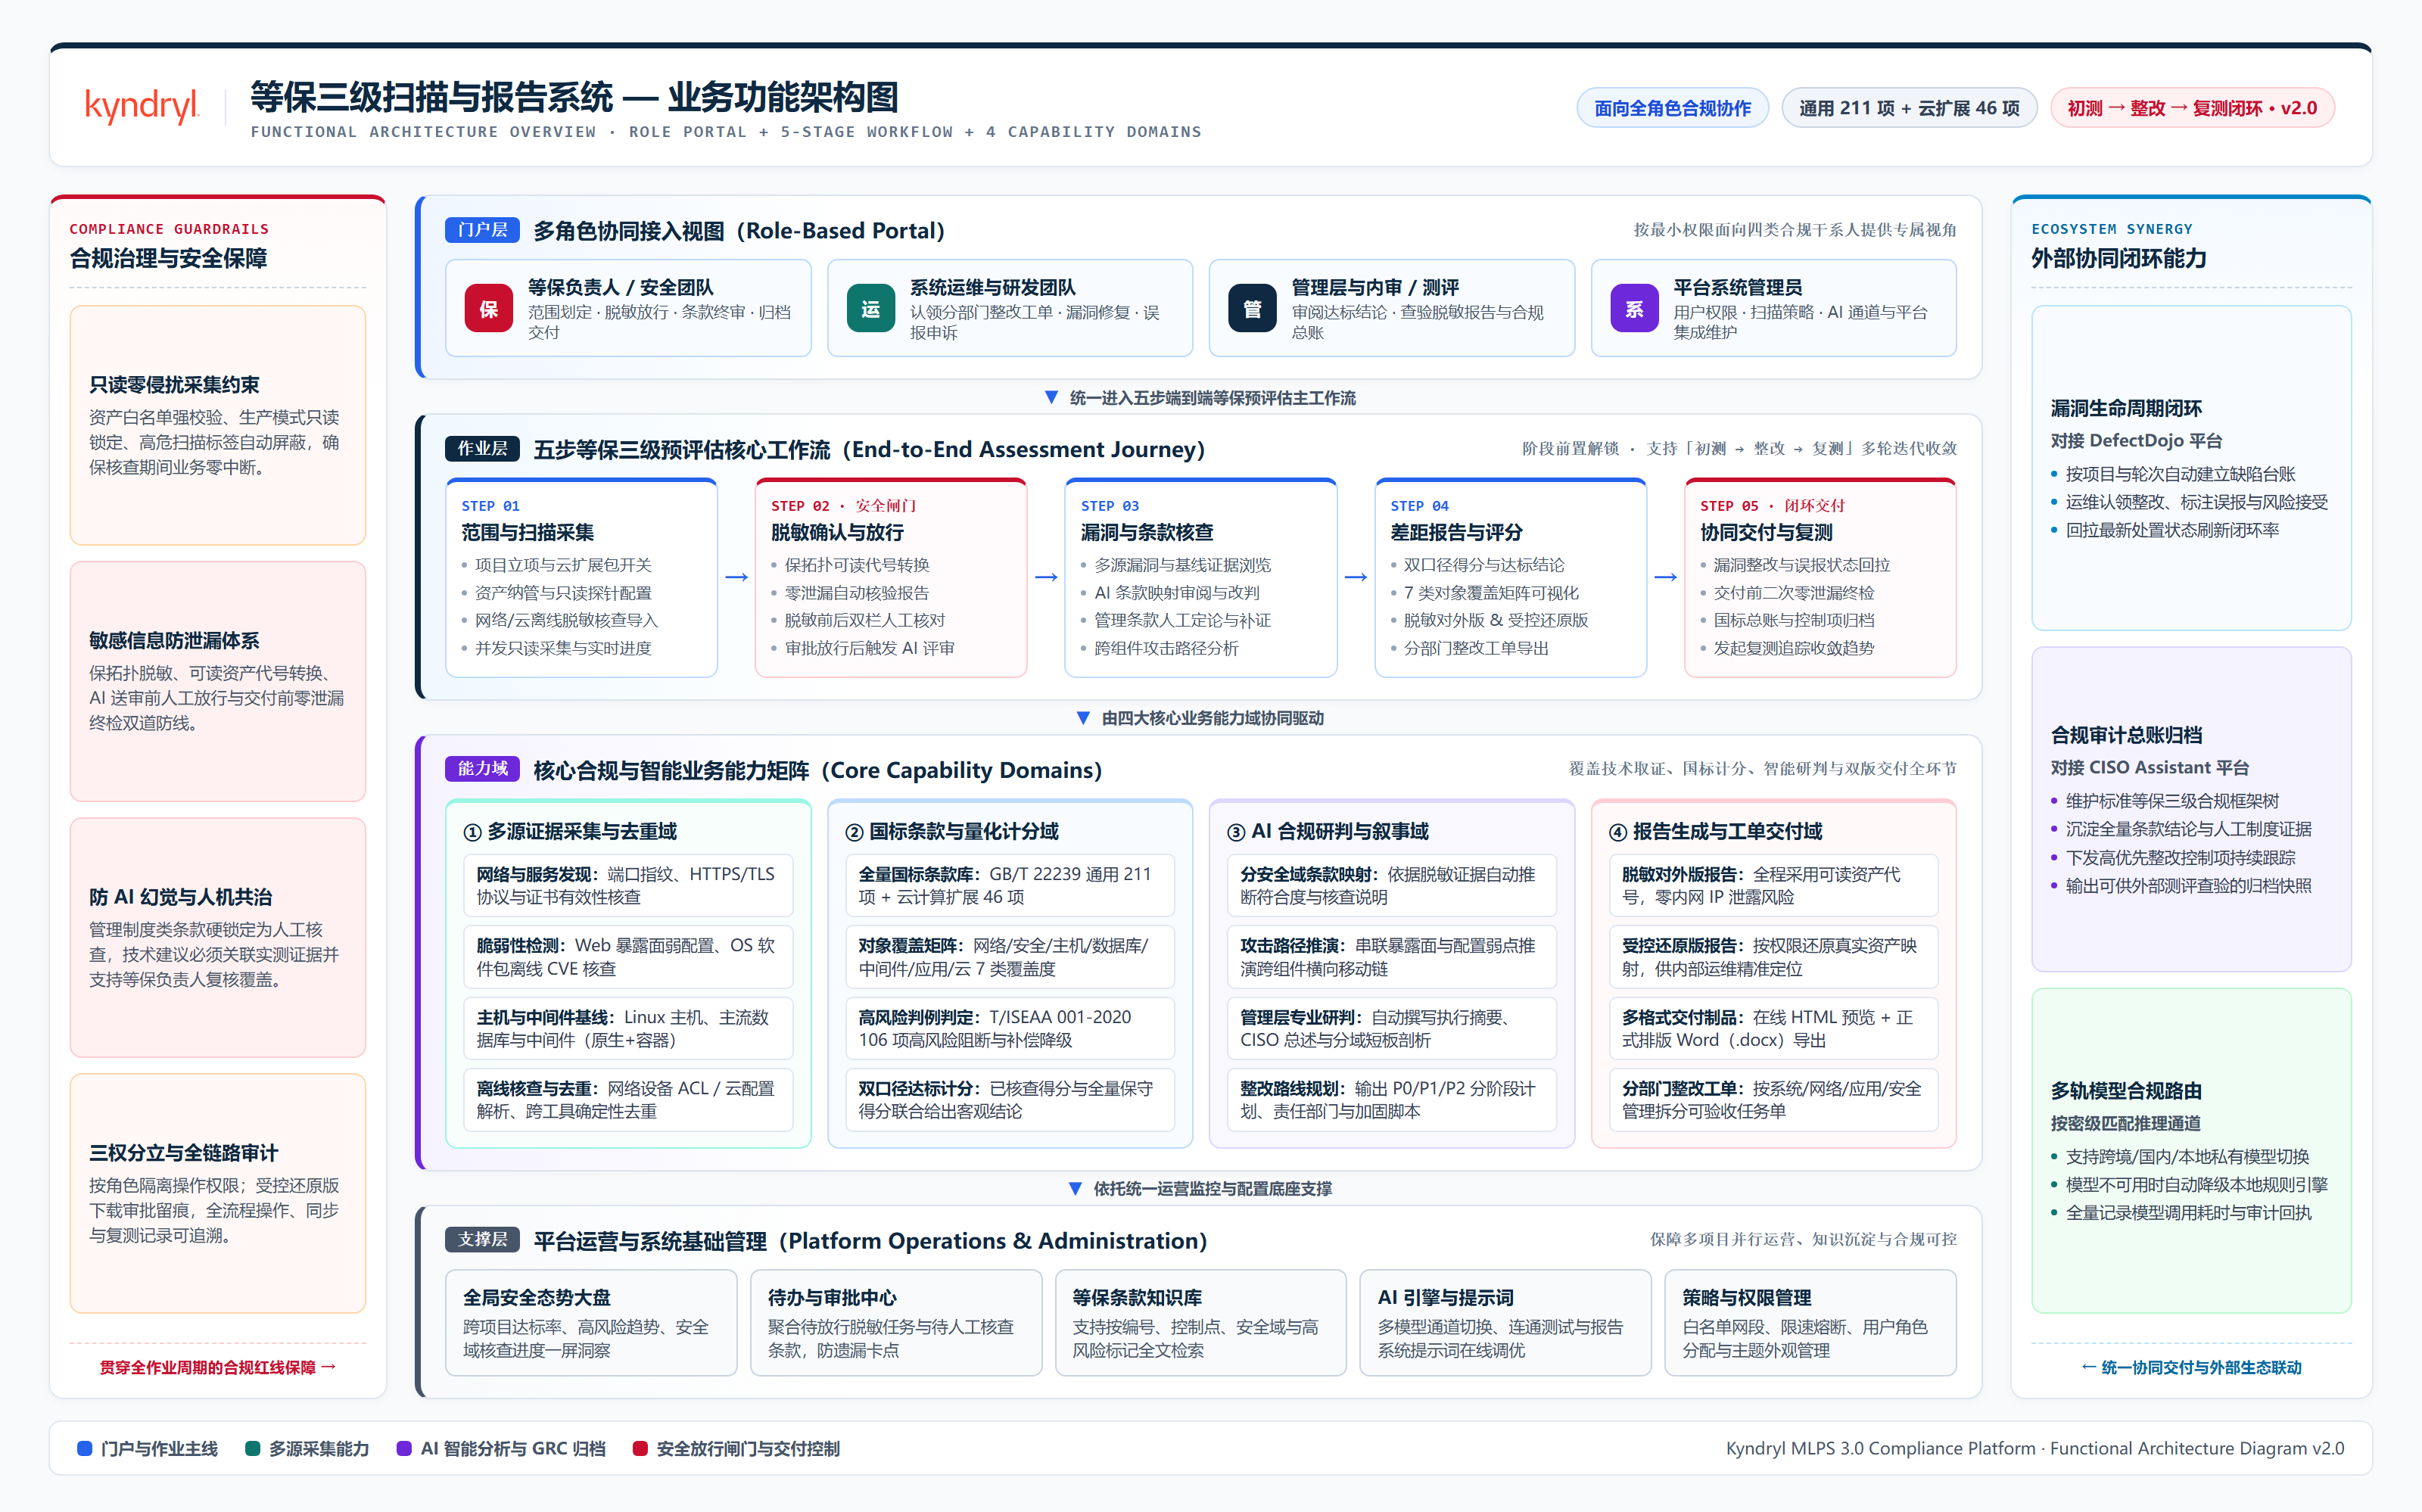 kyndryl
等保三级扫描与报告系统 — 业务功能架构图
FUNCTIONAL ARCHITECTURE OVERVIEW · ROLE PORTAL + 5-STAGE WORKFLOW + 4 CAPABILITY DOMAINS
面向全角色合规协作
通用 211 项 + 云扩展 46 项
初测 → 整改 → 复测闭环 • v2.0
COMPLIANCE GUARDRAILS
合规治理与安全保障
只读零侵扰采集约束
资产白名单强校验、生产模式只读
锁定、高危扫描标签自动屏蔽，确
保核查期间业务零中断。
敏感信息防泄漏体系
保拓扑脱敏、可读资产代号转换、
AI 送审前人工放行与交付前零泄漏
终检双道防线。
防 AI 幻觉与人机共治
管理制度类条款硬锁定为人工核
查，技术建议必须关联实测证据并
支持等保负责人复核覆盖。
三权分立与全链路审计
按角色隔离操作权限；受控还原版
下载审批留痕，全流程操作、同步
与复测记录可追溯。
贯穿全作业周期的合规红线保障 →
门户层
多角色协同接入视图（Role-Based Portal）
按最小权限面向四类合规干系人提供专属视角
保
等保负责人 / 安全团队
范围划定 · 脱敏放行 · 条款终审 · 归档
交付
运
系统运维与研发团队
认领分部门整改工单 · 漏洞修复 · 误
报申诉
管
管理层与内审 / 测评
审阅达标结论 · 查验脱敏报告与合规
总账
系
平台系统管理员
用户权限 · 扫描策略 · AI 通道与平台
集成维护
▼ 统一进入五步端到端等保预评估主工作流
作业层
五步等保三级预评估核心工作流（End-to-End Assessment Journey）
阶段前置解锁 · 支持「初测 → 整改 → 复测」多轮迭代收敛
STEP 01
范围与扫描采集
• 项目立项与云扩展包开关
• 资产纳管与只读探针配置
• 网络/云离线脱敏核查导入
• 并发只读采集与实时进度
→
STEP 02 · 安全闸门
脱敏确认与放行
• 保拓扑可读代号转换
• 零泄漏自动核验报告
• 脱敏前后双栏人工核对
• 审批放行后触发 AI 评审
→
STEP 03
漏洞与条款核查
• 多源漏洞与基线证据浏览
• AI 条款映射审阅与改判
• 管理条款人工定论与补证
• 跨组件攻击路径分析
→
STEP 04
差距报告与评分
• 双口径得分与达标结论
• 7 类对象覆盖矩阵可视化
• 脱敏对外版 & 受控还原版
• 分部门整改工单导出
→
STEP 05 · 闭环交付
协同交付与复测
• 漏洞整改与误报状态回拉
• 交付前二次零泄漏终检
• 国标总账与控制项归档
• 发起复测追踪收敛趋势
▼ 由四大核心业务能力域协同驱动
能力域
核心合规与智能业务能力矩阵（Core Capability Domains）
覆盖技术取证、国标计分、智能研判与双版交付全环节
① 多源证据采集与去重域
网络与服务发现：端口指纹、HTTPS/TLS
协议与证书有效性核查
脆弱性检测：Web 暴露面弱配置、OS 软
件包离线 CVE 核查
主机与中间件基线：Linux 主机、主流数
据库与中间件（原生+容器）
离线核查与去重：网络设备 ACL / 云配置
解析、跨工具确定性去重
② 国标条款与量化计分域
全量国标条款库：GB/T 22239 通用 211
项 + 云计算扩展 46 项
对象覆盖矩阵：网络/安全/主机/数据库/
中间件/应用/云 7 类覆盖度
高风险判例判定：T/ISEAA 001-2020
106 项高风险阻断与补偿降级
双口径达标计分：已核查得分与全量保守
得分联合给出客观结论
③ AI 合规研判与叙事域
分安全域条款映射：依据脱敏证据自动推
断符合度与核查说明
攻击路径推演：串联暴露面与配置弱点推
演跨组件横向移动链
管理层专业研判：自动撰写执行摘要、
CISO 总述与分域短板剖析
整改路线规划：输出 P0/P1/P2 分阶段计
划、责任部门与加固脚本
④ 报告生成与工单交付域
脱敏对外版报告：全程采用可读资产代
号，零内网 IP 泄露风险
受控还原版报告：按权限还原真实资产映
射，供内部运维精准定位
多格式交付制品：在线 HTML 预览 + 正
式排版 Word（.docx）导出
分部门整改工单：按系统/网络/应用/安全
管理拆分可验收任务单
▼ 依托统一运营监控与配置底座支撑
支撑层
平台运营与系统基础管理（Platform Operations & Administration）
保障多项目并行运营、知识沉淀与合规可控
全局安全态势大盘
跨项目达标率、高风险趋势、安全
域核查进度一屏洞察
待办与审批中心
聚合待放行脱敏任务与待人工核查
条款，防遗漏卡点
等保条款知识库
支持按编号、控制点、安全域与高
风险标记全文检索
AI 引擎与提示词
多模型通道切换、连通测试与报告
系统提示词在线调优
策略与权限管理
白名单网段、限速熔断、用户角色
分配与主题外观管理
ECOSYSTEM SYNERGY
外部协同闭环能力
漏洞生命周期闭环
对接 DefectDojo 平台
• 按项目与轮次自动建立缺陷台账
• 运维认领整改、标注误报与风险接受
• 回拉最新处置状态刷新闭环率
合规审计总账归档
对接 CISO Assistant 平台
• 维护标准等保三级合规框架树
• 沉淀全量条款结论与人工制度证据
• 下发高优先整改控制项持续跟踪
• 输出可供外部测评查验的归档快照
多轨模型合规路由
按密级匹配推理通道
• 支持跨境/国内/本地私有模型切换
• 模型不可用时自动降级本地规则引擎
• 全量记录模型调用耗时与审计回执
← 统一协同交付与外部生态联动
门户与作业主线
多源采集能力
AI 智能分析与 GRC 归档
安全放行闸门与交付控制
Kyndryl MLPS 3.0 Compliance Platform · Functional Architecture Diagram v2.0